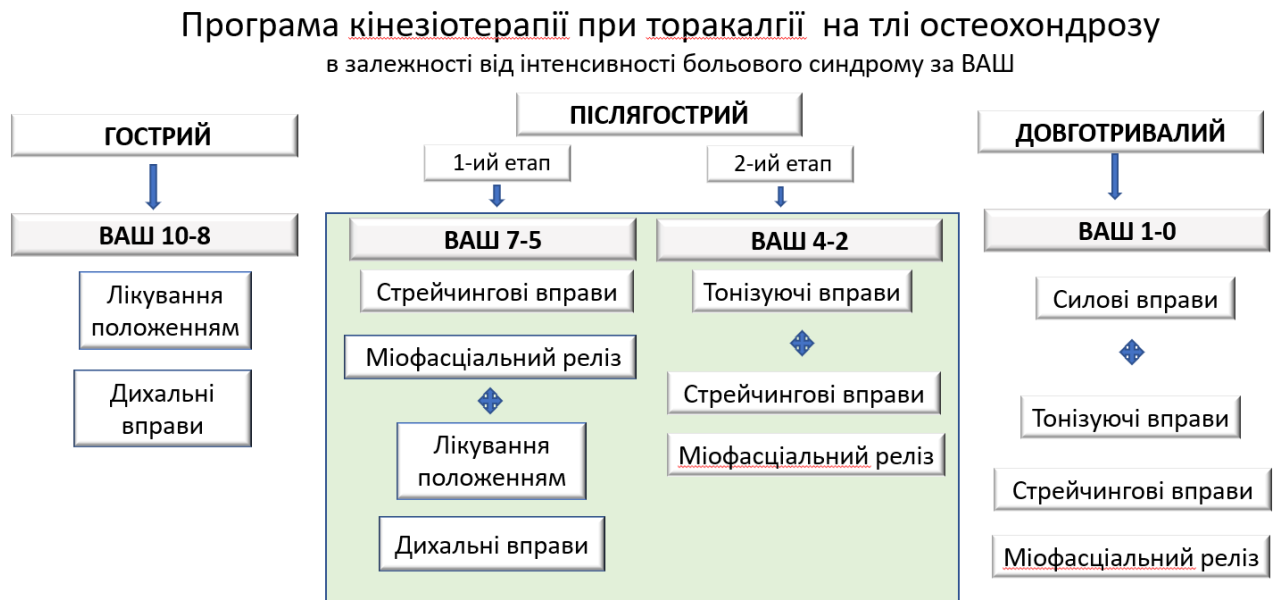 Програма кінезіотерапії при торакалгії на тлі остеохондрозу
в залежності від інтенсивності больового синдрому за ВАШ
ГОСТРИЙ
ВАШ 10-8
Лікування
положенням
Дихальні
вправи
ПІСЛЯГОСТРИЙ
1-ий етап
ВАШ 7-5
Стрейчингові вправи
Міофасціальний реліз
Лікування
положенням
Дихальні вправи
2-ий етап
ВАШ 4-2
Тонізуючі вправи
Стрейчингові вправи
Міофасціальний реліз
ДОВГОТРИВАЛИЙ
ВАШ 1-0
Силові вправи
Тонізуючі вправи
Стрейчингові вправи
Міофасціальний реліз